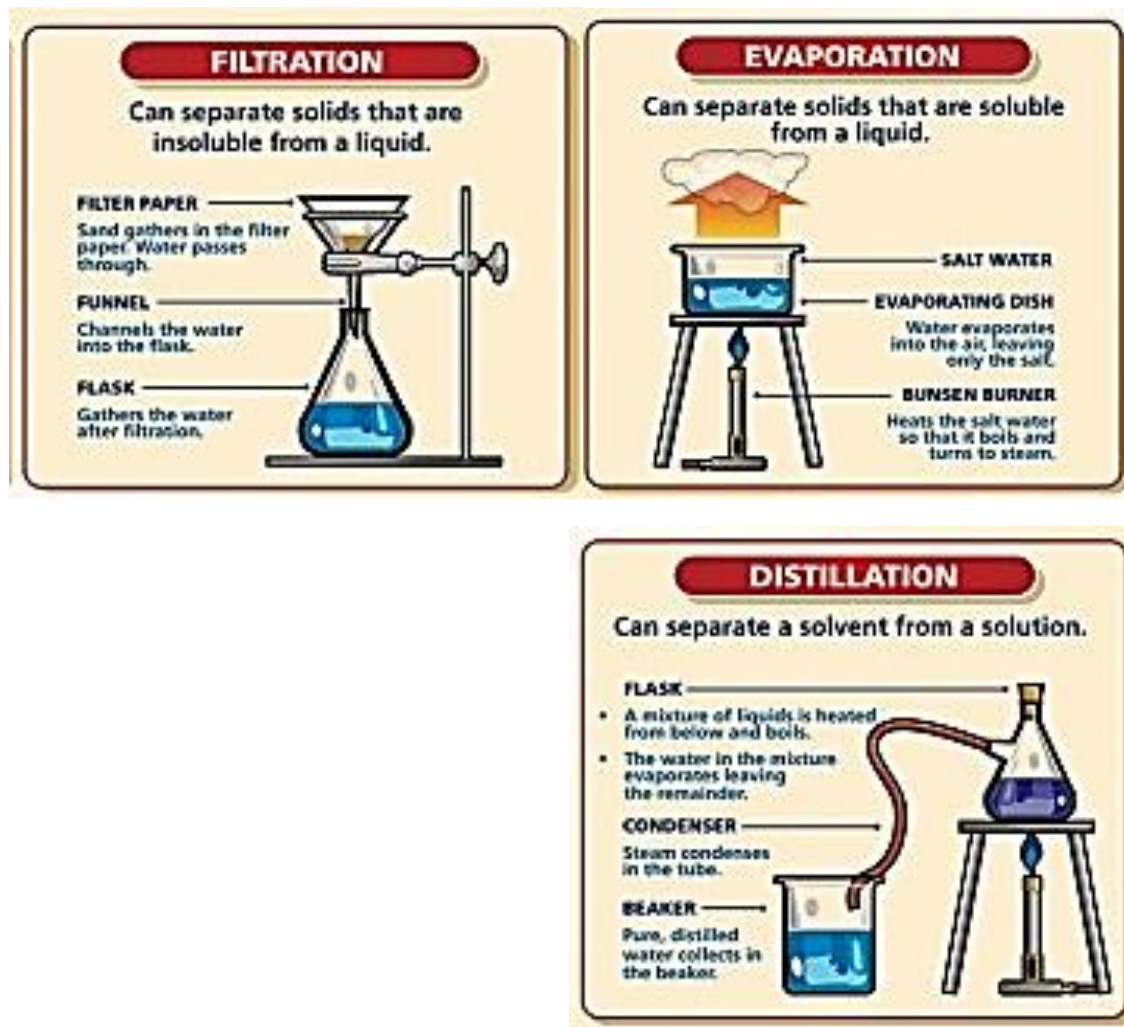 FILTRATION
Can separate solids that are
insoluble from a liquid.
FILTER PAPER
Sand gathers in the filter
paper. Water passes
through.
FUNNEL
Channels the water
into the flask.
FLASK
Gathers the water
after filtration.
EVAPORATION
Can separate solids that are soluble
from a liquid.
SALT WATER
EVAPORATING DISH
Water evaporates
into the air, leaving
only the salt.
BUNSEN BURNER
Heats the salt water
so that it boils and
turns to steam.
DISTILLATION
Can separate a solvent from a solution.
FLASK
• A mixture of liquids is heated
from below and boils.
• The water in the mixture
evaporates leaving
the remainder.
CONDENSER
Steam condenses
in the tube.
BEAKER
Pure, distilled
water collects in
the beaker.